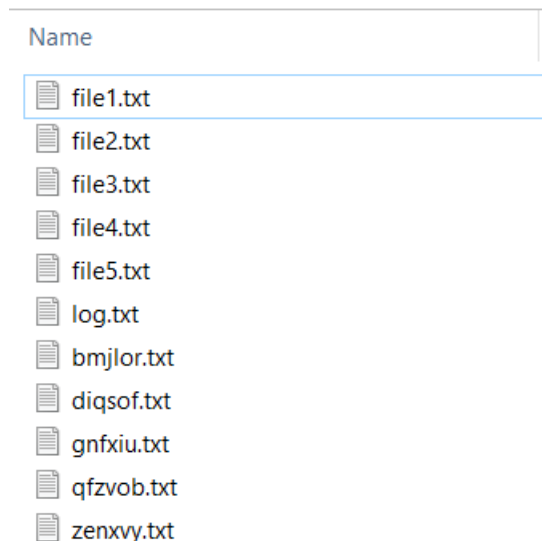 Name
file1.txt
file2.txt
file3.txt
file4.txt
file5.txt
log.txt
bmjlor.txt
diqsof.txt
gnfxiu.txt
qfzvob.txt
zenxvy.txt